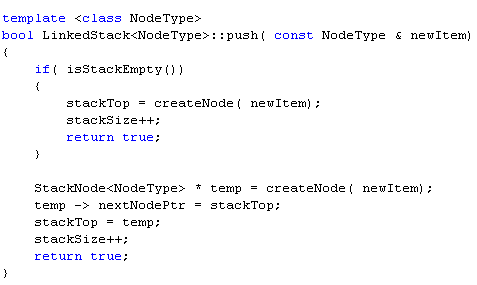 template <class NodeType>
bool LinkedStack<NodeType>::push( const NodeType & newItem)
{
    if( isStackEmpty())
    {
        stackTop = createNode( newItem);
        stackSize++;
        return true;
    }

    StackNode<NodeType> * temp = createNode( newItem);
    temp -> nextNodePtr = stackTop;
    stackTop = temp;
    stackSize++;
    return true;
}